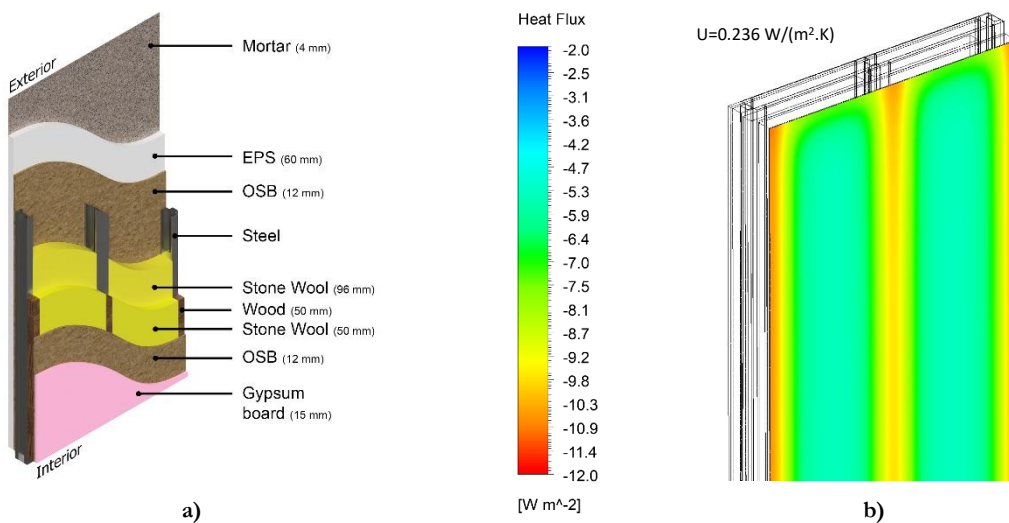 Exterior
Mortar (4 mm)
EPS (60 mm)
OSB (12 mm)
Steel
Stone Wool (96 mm)
Wood (50 mm)
Stone Wool (50 mm)
OSB (12 mm)
Gypsum
board (15 mm)
Interior
a)
Heat Flux
-2.0
-2.5
-3.1
-3.6
-4.2
-4.7
-5.3
-5.9
-6.4
-7.0
-7.5
-8.1
-8.7
-9.2
-9.8
-10.3
-10.9
-11.4
-12.0
[W m^-2]
U=0.236 W/(m².K)
b)